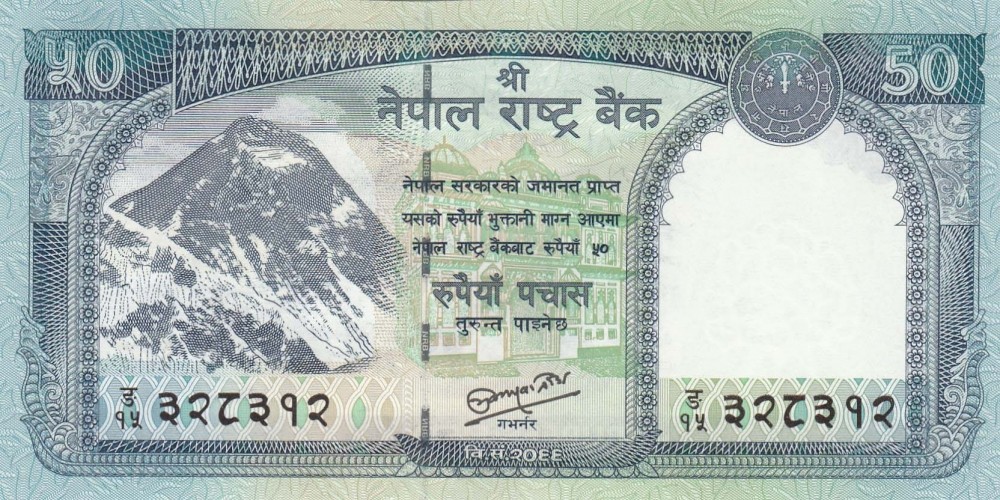 ५०
श्री
50
नेपाल राष्ट्र बैंक
नेपाल सरकारको जमानत प्राप्त
यसको रुपैयाँ भुक्तानी माग्न आएमा
नेपाल राष्ट्र बैंकबाट रुपैयाँ ५०
रुपैयाँ पचास
तुरुन्त पाइनेछ
गभर्नर
ड
१५ ३२८३१२
ड
१५ ३२८३१२
वि.सं.२०६६
NRB